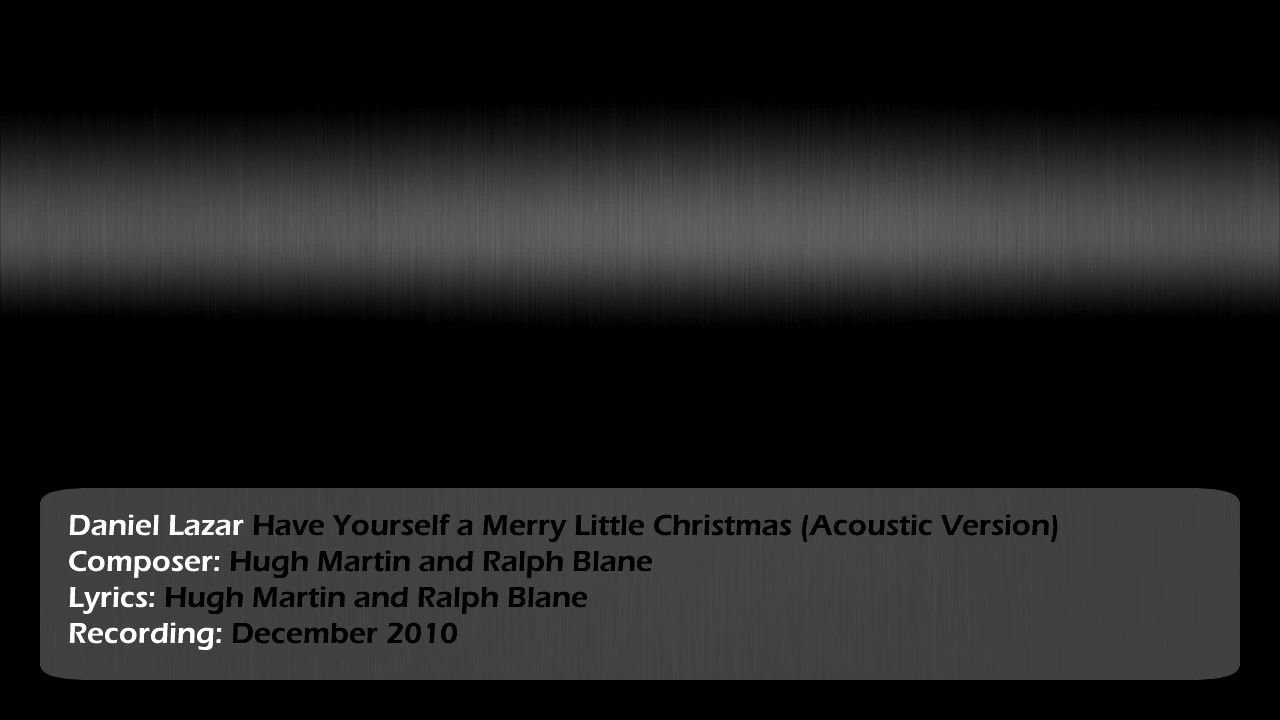 Daniel Lazar Have Yourself a Merry Little Christmas (Acoustic Version)
Composer: Hugh Martin and Ralph Blane
Lyrics: Hugh Martin and Ralph Blane
Recording: December 2010